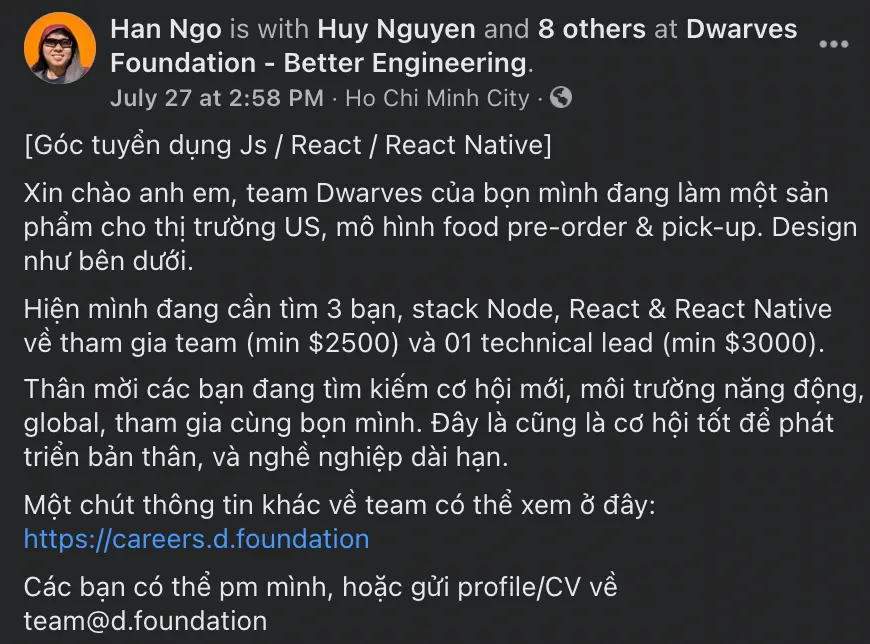 Han Ngo is with Huy Nguyen and 8 others at Dwarves
Foundation - Better Engineering.
July 27 at 2:58 PM · Ho Chi Minh City ·
[Góc tuyển dụng Js / React / React Native]
Xin chào anh em, team Dwarves của bọn mình đang làm một sản
phẩm cho thị trường US, mô hình food pre-order & pick-up. Design
như bên dưới.
Hiện mình đang cần tìm 3 bạn, stack Node, React & React Native
về tham gia team (min $2500) và 01 technical lead (min $3000).
Thân mời các bạn đang tìm kiếm cơ hội mới, môi trường năng động,
global, tham gia cùng bọn mình. Đây là cũng là cơ hội tốt để phát
triển bản thân, và nghề nghiệp dài hạn.
Một chút thông tin khác về team có thể xem ở đây:
https://careers.d.foundation
Các bạn có thể pm mình, hoặc gửi profile/CV về
team@d.foundation